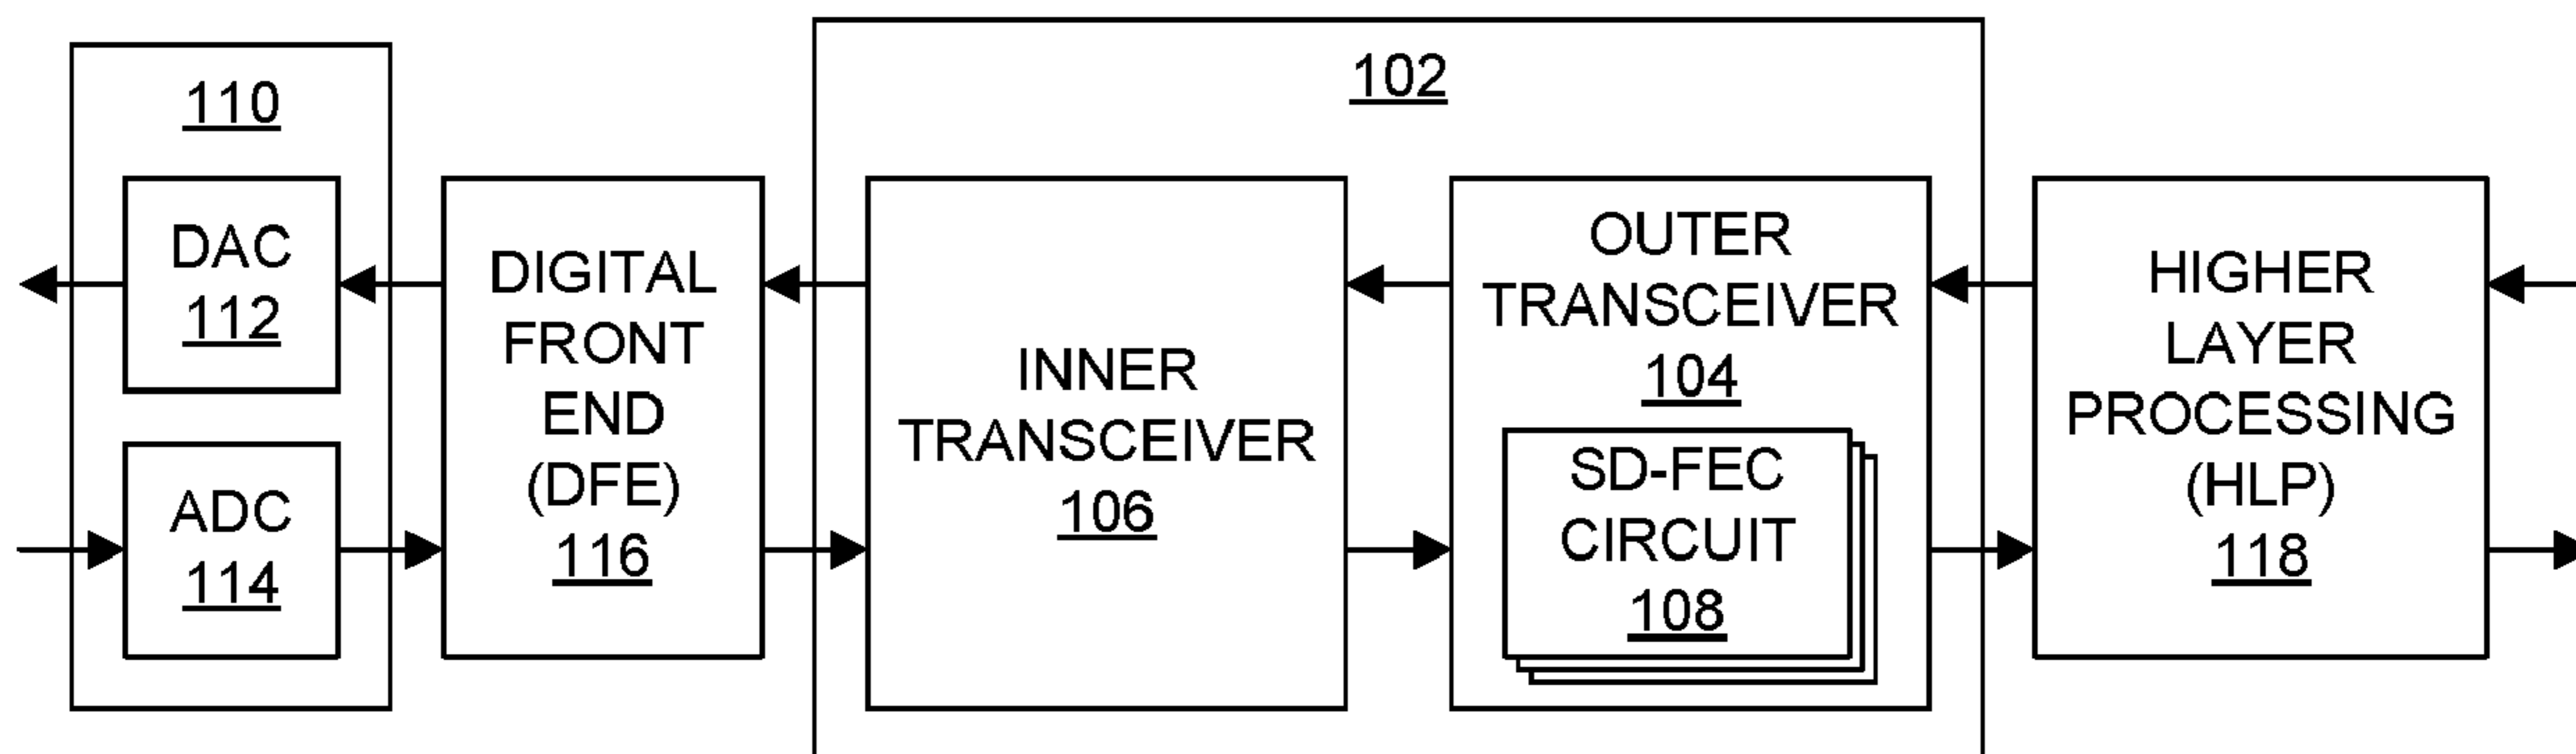 110
DAC
112
ADC
114
DIGITAL
FRONT
END
(DFE)
116
102
INNER
TRANSCEIVER
106
OUTER
TRANSCEIVER
104
SD-FEC
CIRCUIT
108
HIGHER
LAYER
PROCESSING
(HLP)
118